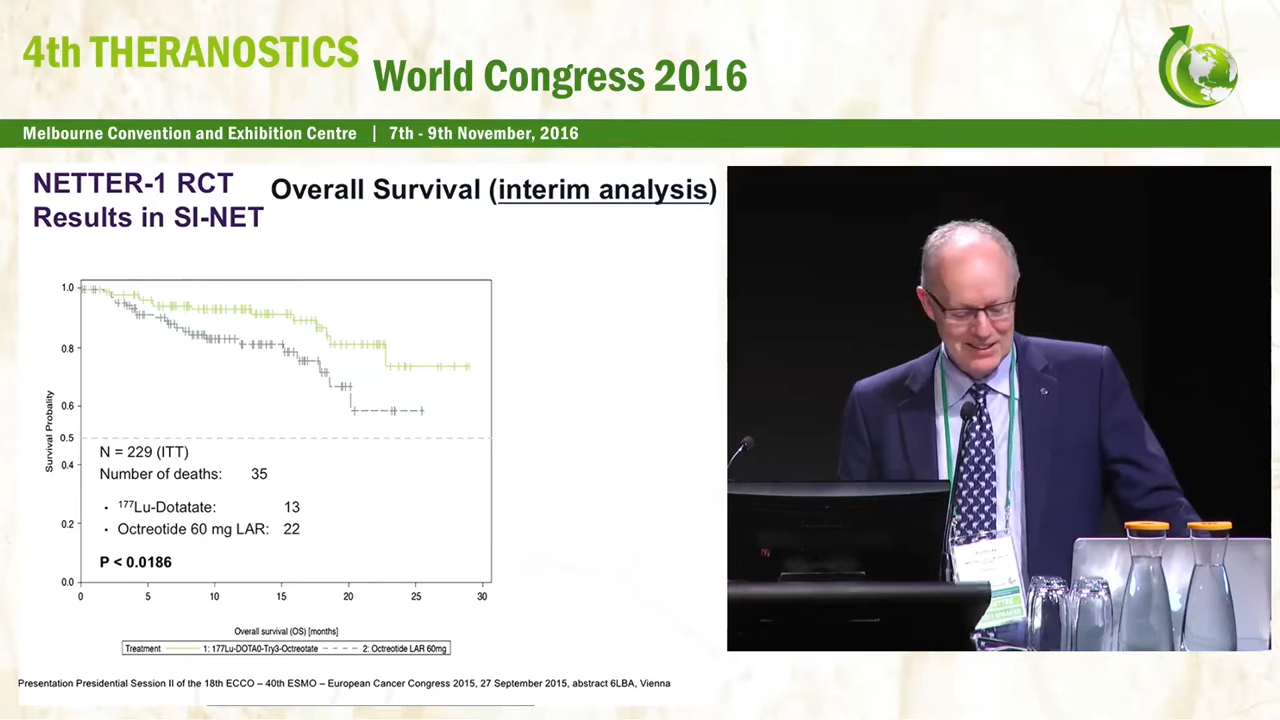 4th THERANOSTICS
World Congress 2016
Melbourne Convention and Exhibition Centre | 7th - 9th November, 2016
NETTER-1 RCT
Results in SI-NET
Overall Survival (interim analysis)
Survival Probality
1.0
0.8
0.6
0.5
0.4
0.2
0.0
N = 229 (ITT)
Number of deaths: 35
• 177Lu-Dotatate: 13
• Octreotide 60 mg LAR: 22
P < 0.0186
0 5 10 15 20 25 30
Overall survival (OS) [months]
Treatment 1: 177Lu-DOTA0-Try3-Octreotate 2: Octreotide LAR 60mg
Presentation Presidential Session II of the 18th ECCO – 40th ESMO – European Cancer Congress 2015, 27 September 2015, abstract 6LBA, Vienna